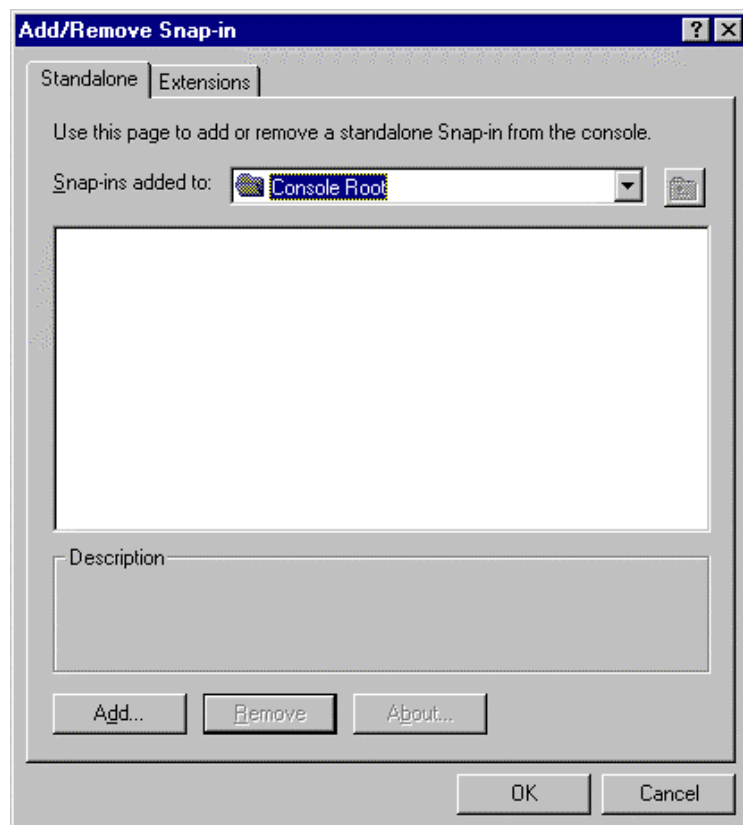 Add/Remove Snap-in
Standalone
Extensions
Use this page to add or remove a standalone Snap-in from the console.
Snap-ins added to:
Console Root
Description
Add...
Remove
About...
OK
Cancel